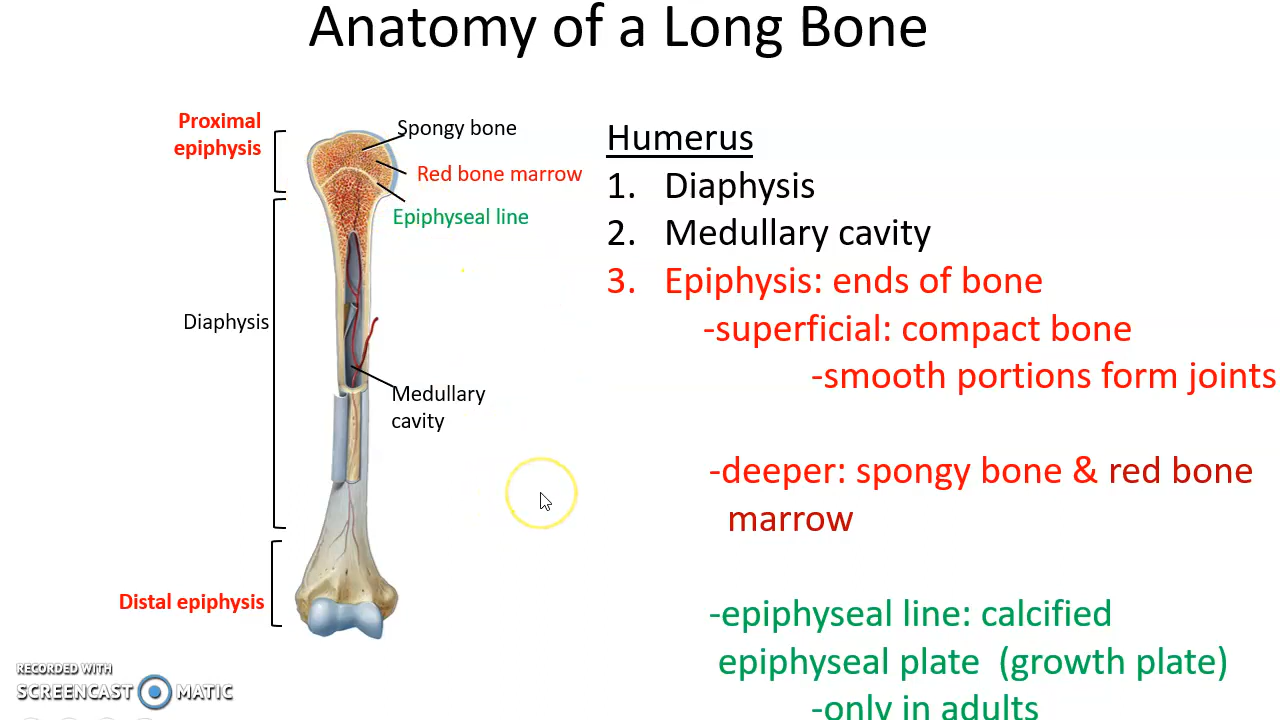 Anatomy of a Long Bone
Proximal
epiphysis
Spongy bone
Red bone marrow
Epiphyseal line
Diaphysis
Medullary
cavity
Distal epiphysis
Humerus
1. Diaphysis
2. Medullary cavity
3. Epiphysis: ends of bone
-superficial: compact bone
-smooth portions form joints
-deeper: spongy bone & red bone
marrow
-epiphyseal line: calcified
epiphyseal plate (growth plate)
-only in adults
RECORDED WITH
SCREENCAST MATIC